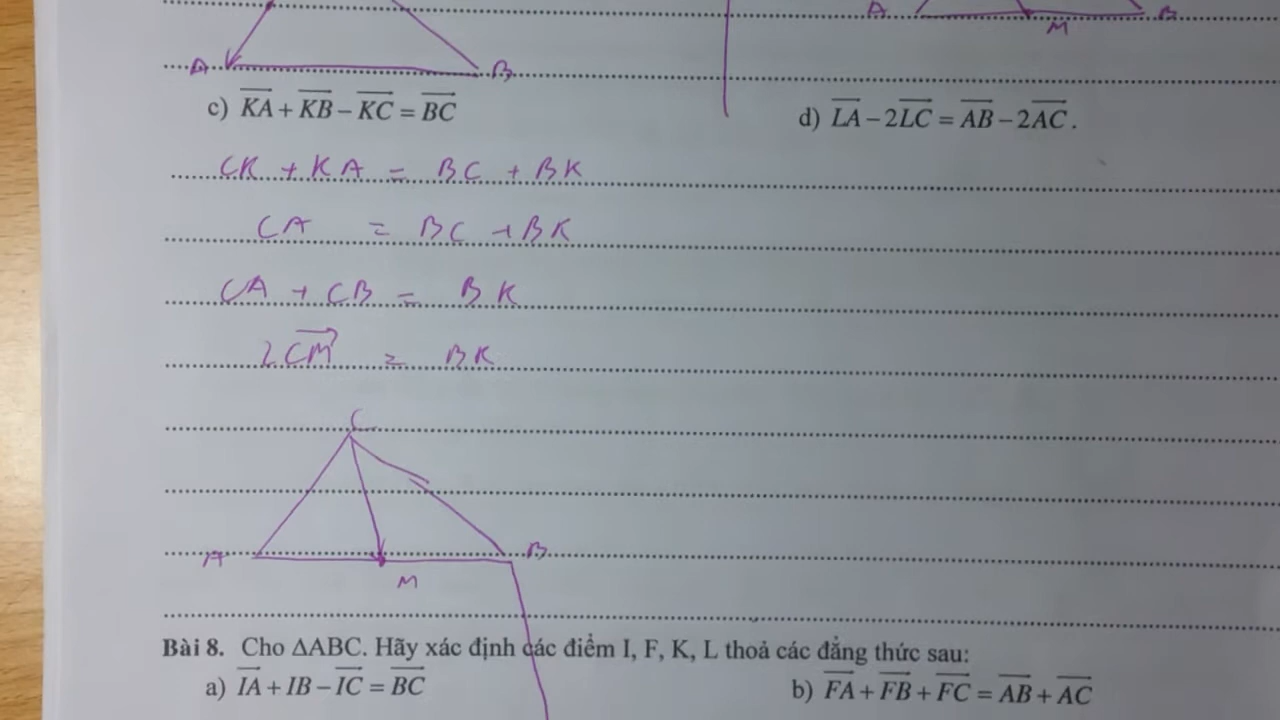 A B
M
A B
c) KA + KB − KC = BC d) LA − 2LC = AB − 2AC.
CK + KA = BC + BK
CA = BC + BK
CA + CB = BK
2CM = BK
C
A B
M
Bài 8. Cho ΔABC. Hãy xác định các điểm I, F, K, L thoả các đẳng thức sau:
a) IA + IB − IC = BC b) FA + FB + FC = AB + AC